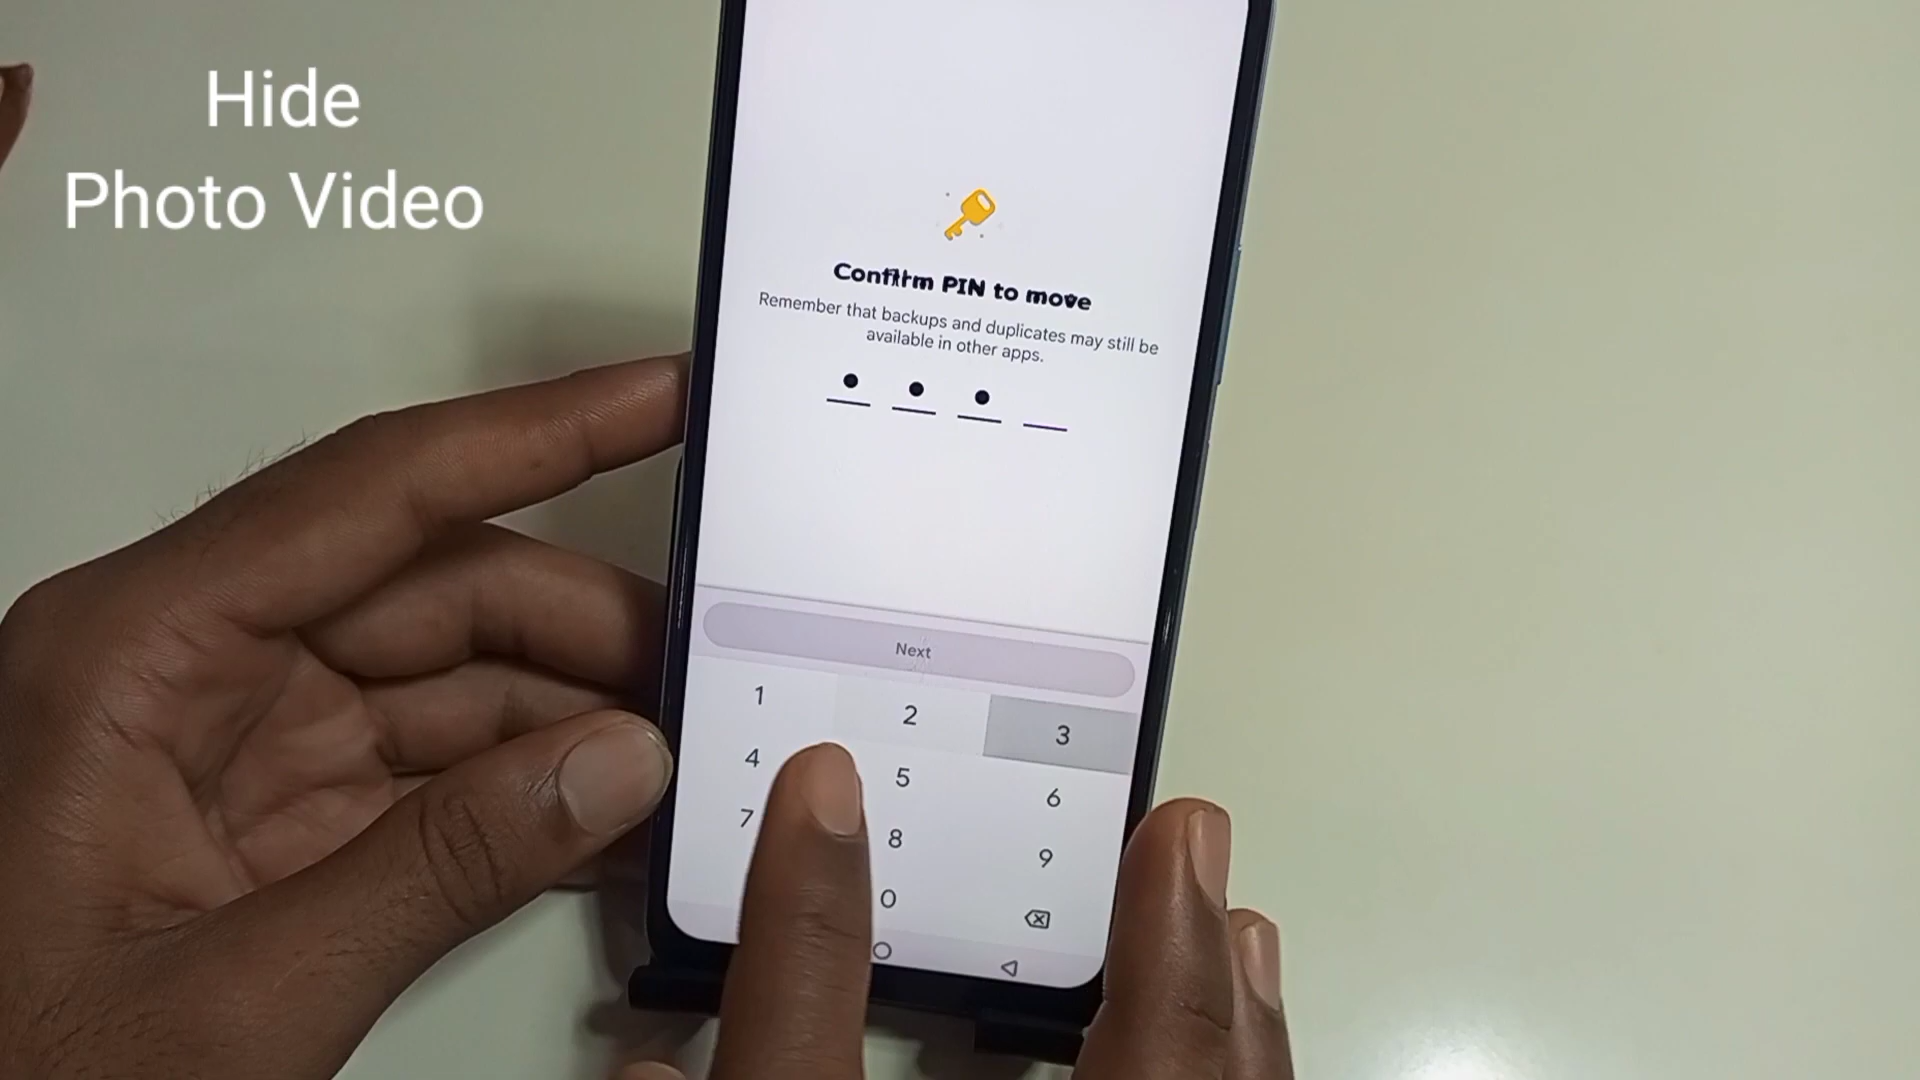 Hide
Photo Video
Confirm PIN to move
Remember that backups and duplicates may still be
available in other apps.
Next
1 2 3
4 5 6
7 8 9
0